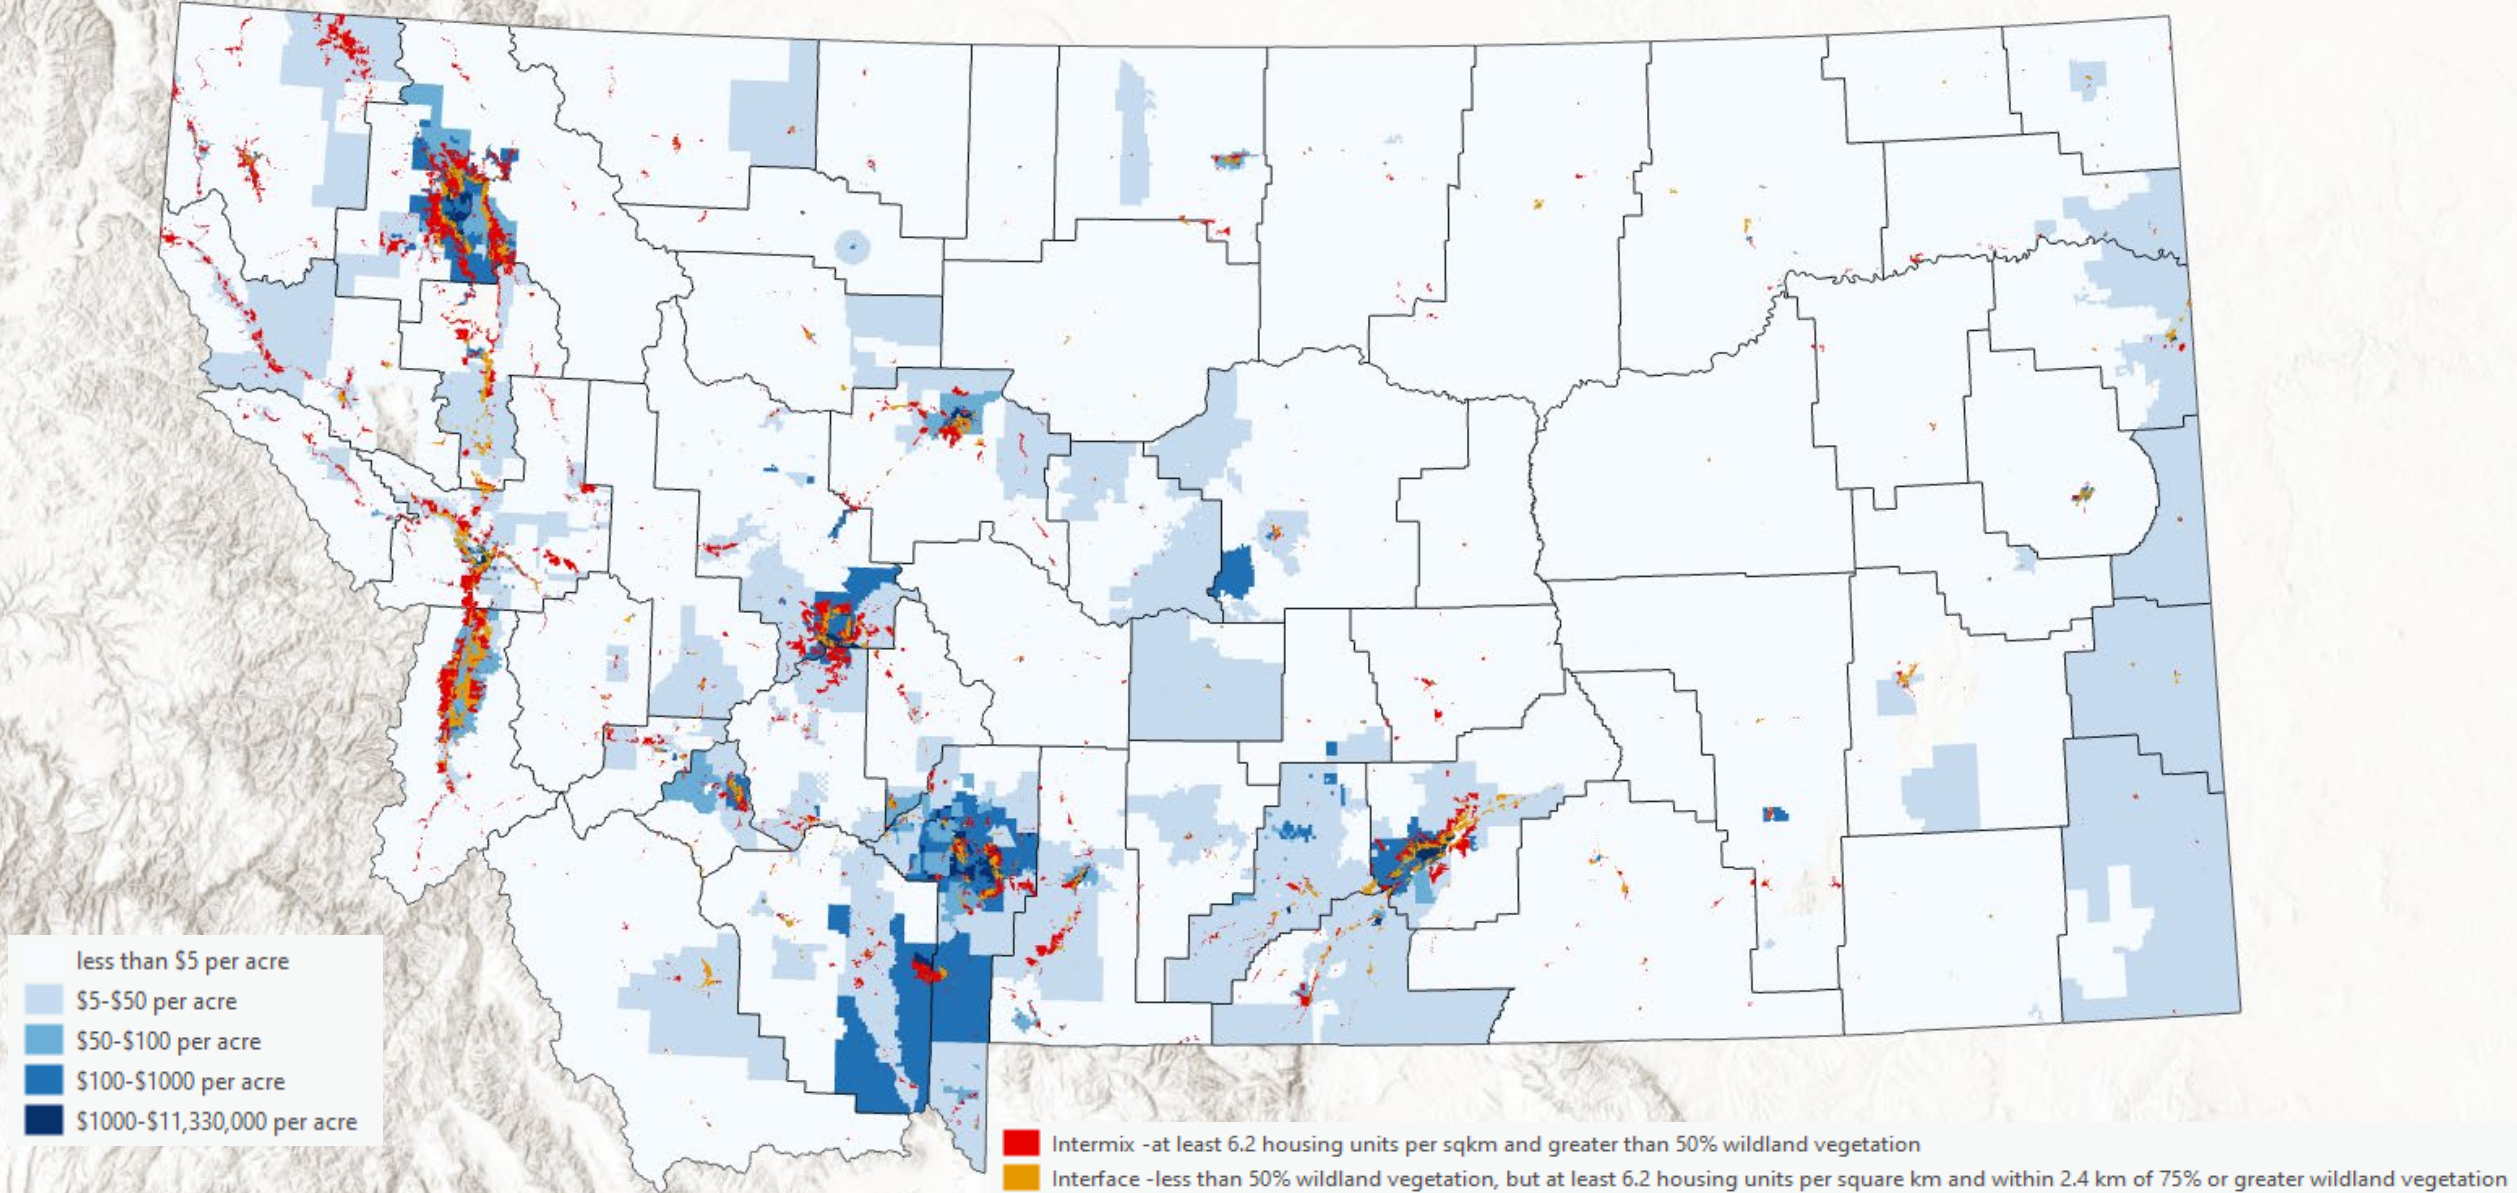 less than $5 per acre
$5-$50 per acre
$50-$100 per acre
$100-$1000 per acre
$1000-$11,330,000 per acre
Intermix -at least 6.2 housing units per sqkm and greater than 50% wildland vegetation
Interface -less than 50% wildland vegetation, but at least 6.2 housing units per square km and within 2.4 km of 75% or greater wildland vegetation